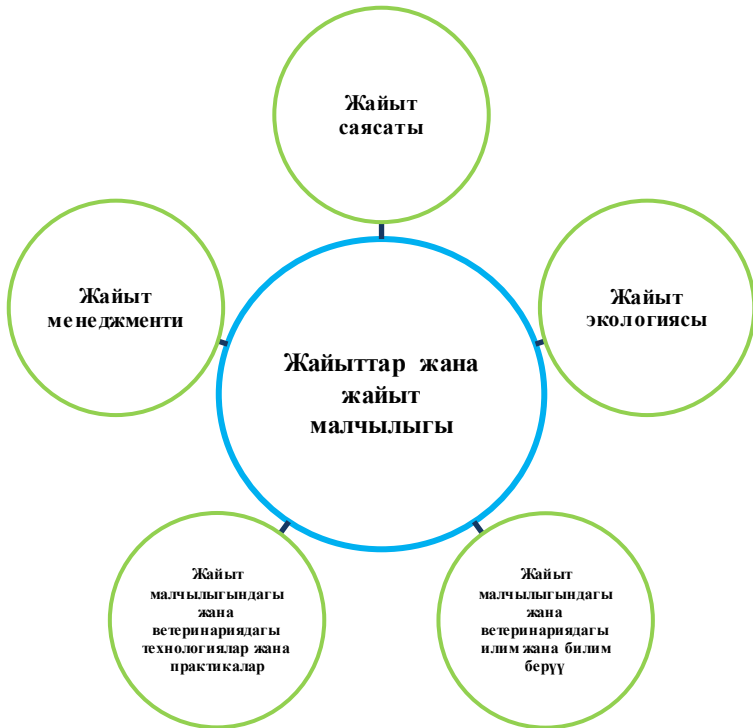 Жайыт
саясаты
Жайыт
менеджменти
Жайыт
экологиясы
Жайыттар жана
жайыт
малчылыгы
Жайыт
малчылыгындагы
жана
ветеринариядагы
технологиялар жана
практикалар
Жайыт
малчылыгындагы
жана
ветеринариядагы
илим жана билим
берүү